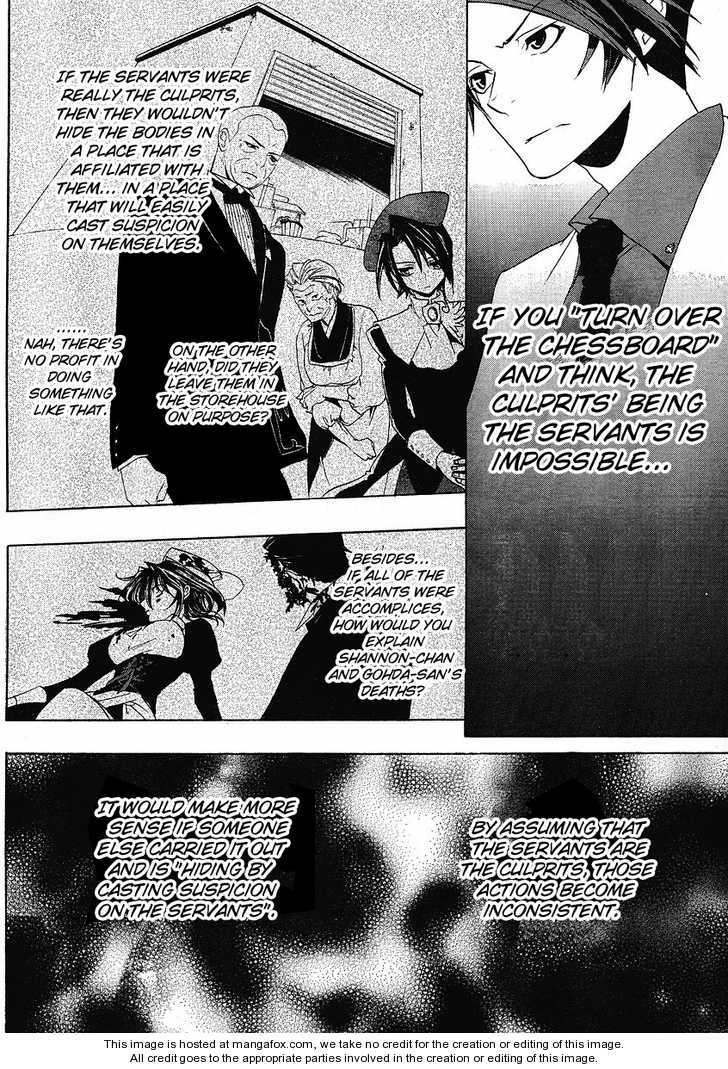 IF YOU "TURN OVER
THE CHESSBOARD"
AND THINK, THE
CULPRITS' BEING
THE SERVANTS IS
IMPOSSIBLE...
IF THE SERVANTS WERE
REALLY THE CULPRITS,
THEN THEY WOULDN'T
HIDE THE BODIES IN
A PLACE THAT IS
AFFILIATED WITH
THEM... IN A PLACE
THAT WILL EASILY
CAST SUSPICION
ON THEMSELVES.
ON THE OTHER
HAND, DID THEY
LEAVE THEM IN
THE STOREHOUSE
ON PURPOSE?
......
NAH, THERE'S
NO PROFIT IN
DOING
SOMETHING
LIKE THAT.
BESIDES...
IF ALL OF THE
SERVANTS WERE
ACCOMPLICES,
HOW WOULD YOU
EXPLAIN
SHANNON-CHAN
AND GOHDA-SAN'S
DEATHS?
BY ASSUMING THAT
THE SERVANTS ARE
THE CULPRITS, THOSE
ACTIONS BECOME
INCONSISTENT.
IT WOULD MAKE MORE
SENSE IF SOMEONE
ELSE CARRIED IT OUT
AND IS "HIDING BY
CASTING SUSPICION
ON THE SERVANTS".
This image is hosted at mangafox.com, we take no credit for the creation or editing of this image.
All credit goes to the appropriate parties involved in the creation or editing of this image.